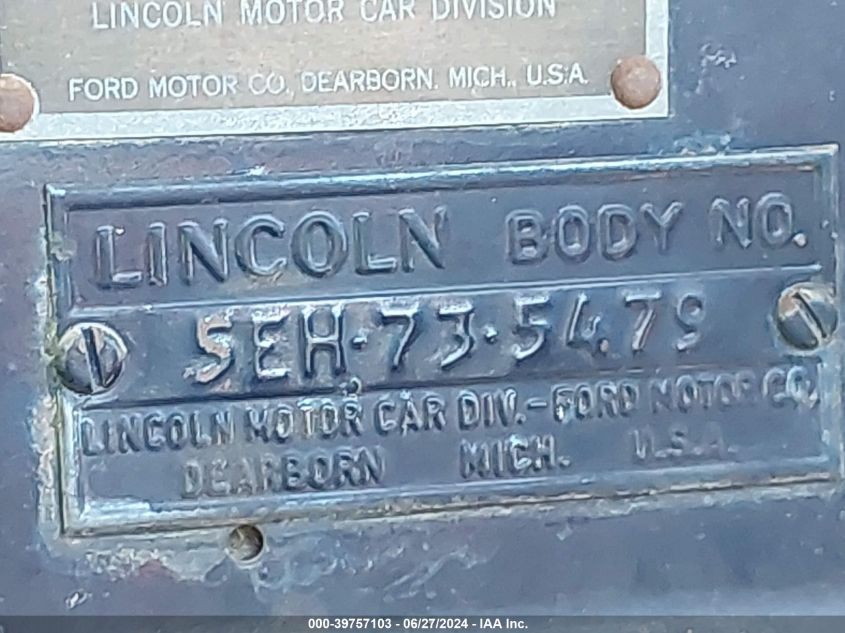 LINCOLN MOTOR CAR DIVISION
FORD MOTOR CO., DEARBORN, MICH., U.S.A.
LINCOLN BODY NO.
5EH·73·54.79
LINCOLN MOTOR CAR DIV.-FORD MOTOR CO.
DEARBORN MICH. U.S.A.
000-39757103 - 06/27/2024 - IAA Inc.